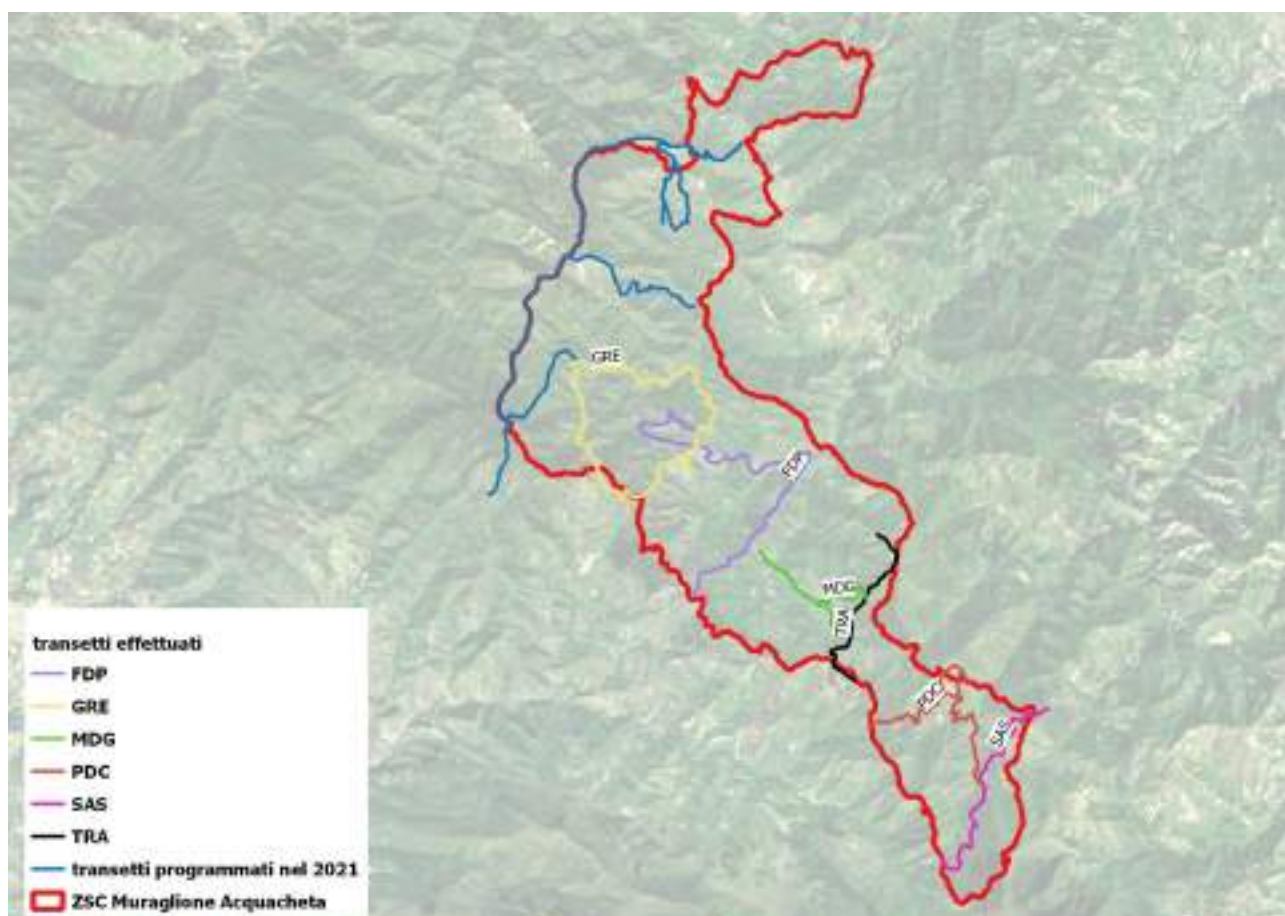 GRE
FDP
MDG
TRA
PDC
SAS
transetti effettuati
FDP
GRE
MDG
PDC
SAS
TRA
transetti programmati nel 2021
ZSC Muraglione Acquacheta